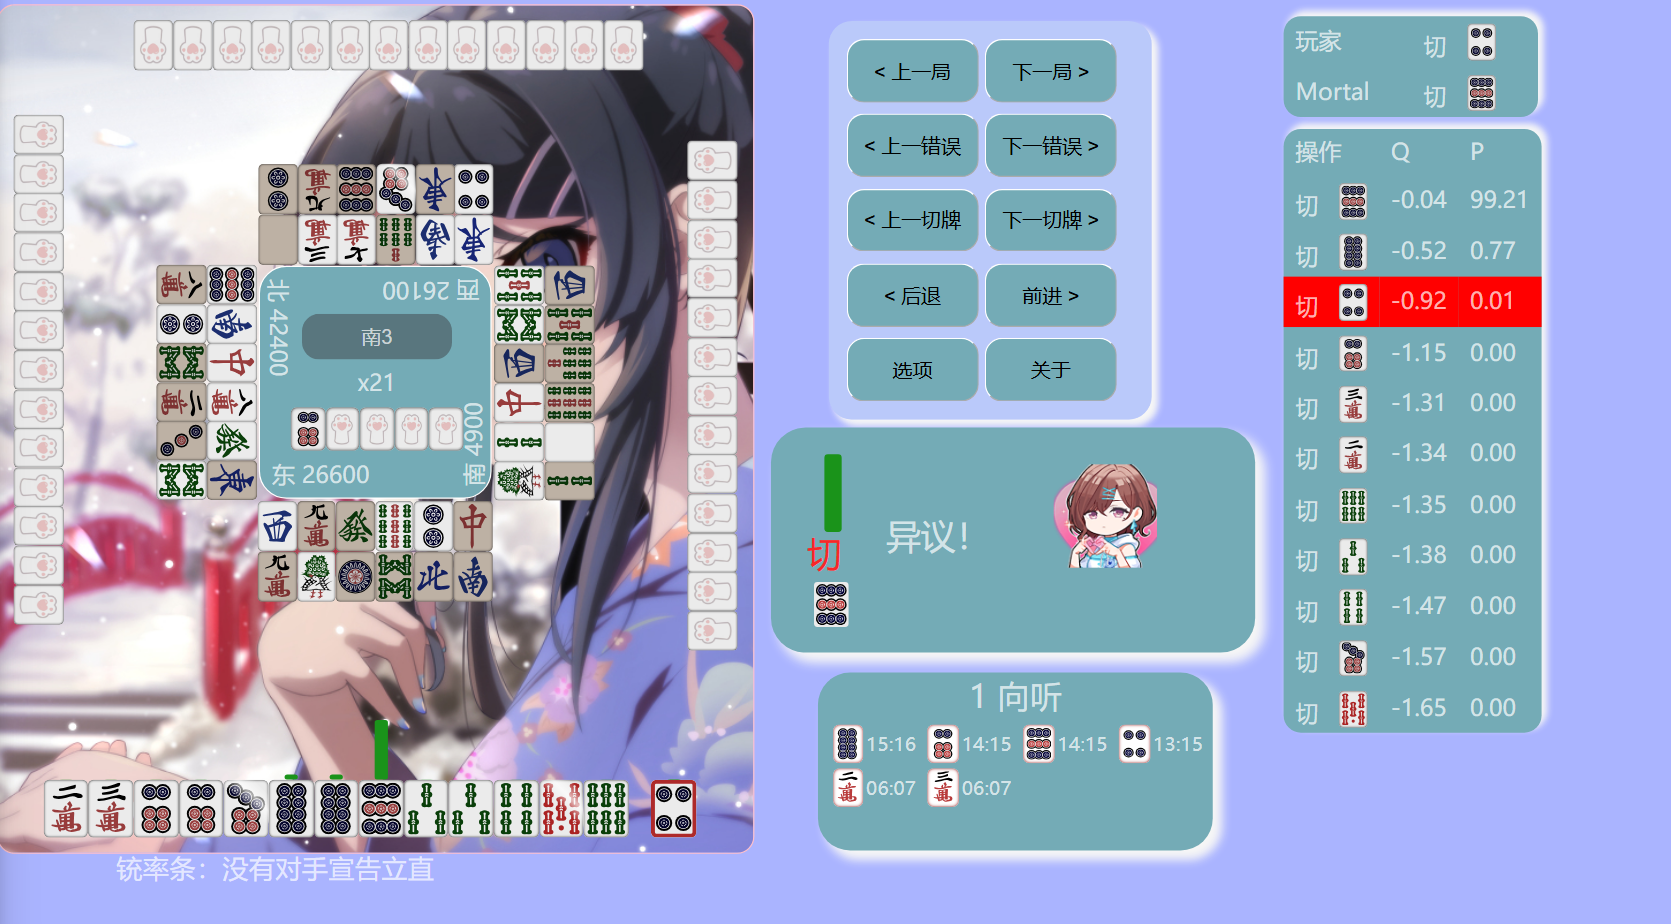 北 42400
西 26100
南3
x21
东 26600
南 4900
铳率条：没有对手宣告立直
< 上一局
下一局 >
< 上一错误
下一错误 >
< 上一切牌
下一切牌 >
< 后退
前进 >
选项
关于
切
异议！
1 向听
15:16 14:15 14:15 13:15
06:07 06:07
玩家 切
Mortal 切
操作 Q P
切 -0.04 99.21
切 -0.52 0.77
切 -0.92 0.01
切 -1.15 0.00
切 -1.31 0.00
切 -1.34 0.00
切 -1.35 0.00
切 -1.38 0.00
切 -1.47 0.00
切 -1.57 0.00
切 -1.65 0.00